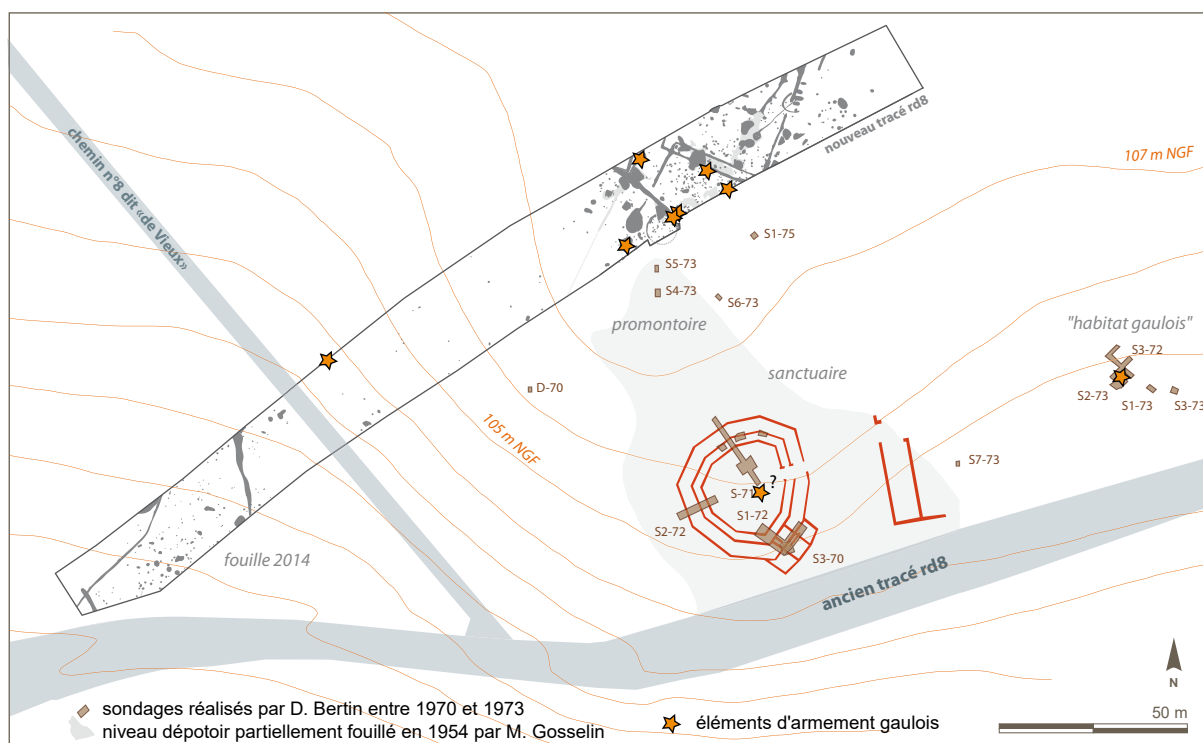 nouveau tracé rd8
107 m NGF
chemin n°8 dit «de Vieux»
S1-75
S5-73
S4-73
S6-73
promontoire
"habitat gaulois"
S3-72
sanctuaire
D-70
S2-73
S1-73
S3-73
105 m NGF
S7-73
?
S-71
S1-72
S2-72
fouille 2014
S3-70
ancien tracé rd8
N
sondages réalisés par D. Bertin entre 1970 et 1973
niveau dépotoir partiellement fouillé en 1954 par M. Gosselin
éléments d'armement gaulois
50 m